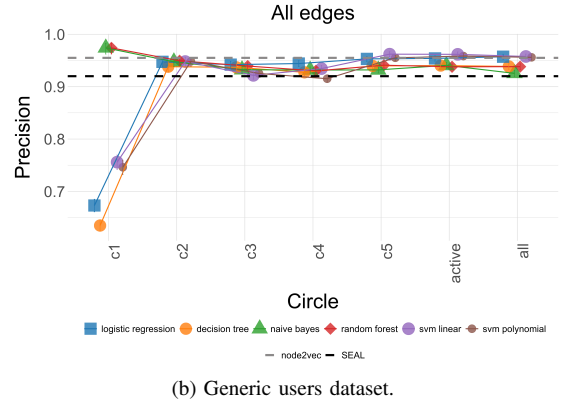 All edges
Precision
1.0
0.9
0.8
0.7
c1
c2
c3
c4
c5
active
all
Circle
logistic regression decision tree naive bayes random forest svm linear svm polynomial
node2vec SEAL
(b) Generic users dataset.